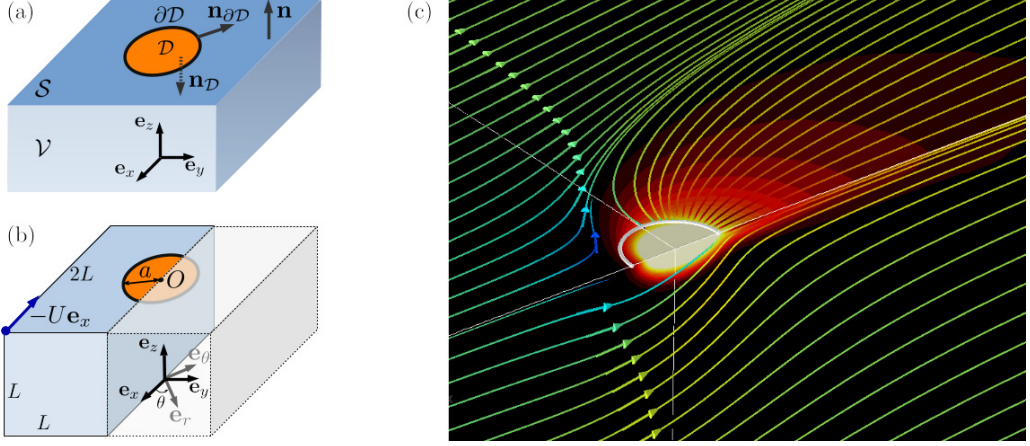 (a)
∂𝒟
𝐧∂𝒟
𝐧
𝒟
𝐧𝒟
𝒮
𝒱
𝐞z
𝐞x
𝐞y
(b)
2L
a
O
−U𝐞x
𝐞z
𝐞θ
𝐞x
𝐞y
θ
𝐞r
L
L
(c)